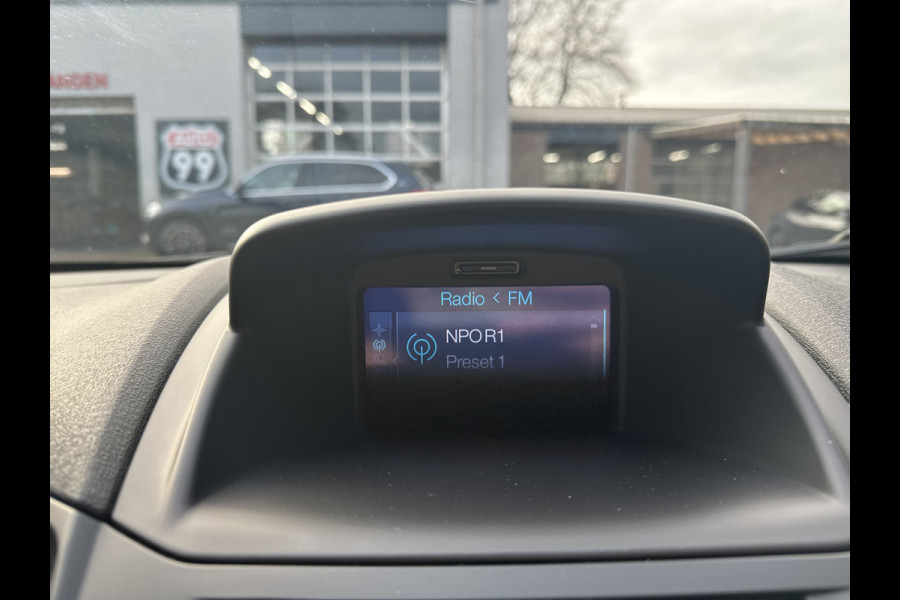 Radio < FM
NPO R1
Preset 1
99